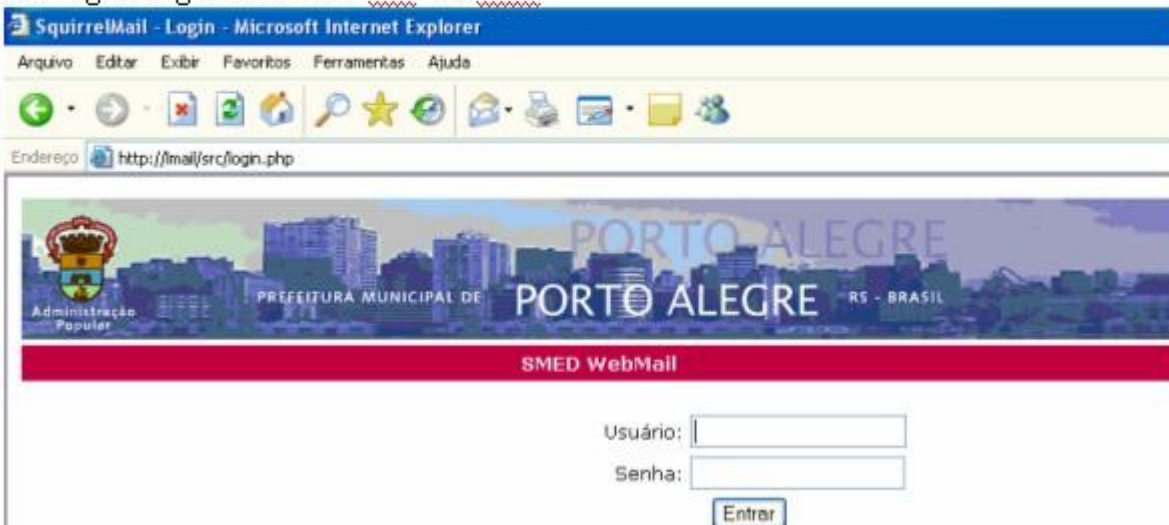 SquirrelMail - Login - Microsoft Internet Explorer
Arquivo Editar Exibir Favoritos Ferramentas Ajuda
Endereço http://lmail/src/login.php
PORTO ALEGRE
PREFEITURA MUNICIPAL DE PORTO ALEGRE RS - BRASIL
Administração
Popular
SMED WebMail
Usuário:
Senha:
Entrar